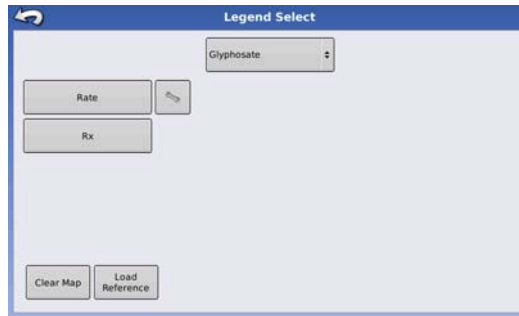 Legend Select
Glyphosate
Rate
Rx
Clear Map
Load
Reference